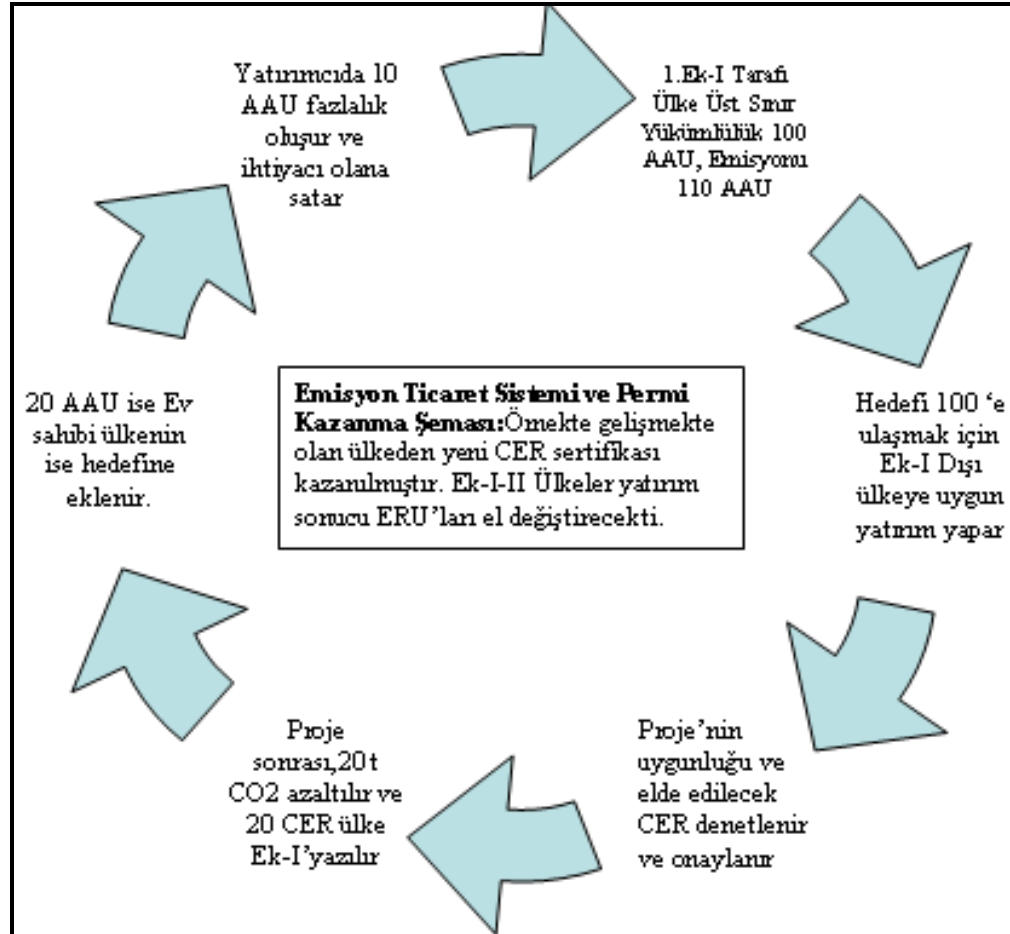 Yatırımcıda 10
AAU fazlalık
oluşur ve
ihtiyacı olana
satar
1.Ek-I Tarafı
Ülke Üst Sınır
Yükümlülük 100
AAU, Emisyonu
110 AAU
Hedefi 100 ‘e
ulaşmak için
Ek-I Dışı
ülkeye uygun
yatırım yapar
Proje’nin
uygunluğu ve
elde edilecek
CER denetlenir
ve onaylanır
Proje
sonrası,20 t
CO2 azaltılır ve
20 CER ülke
Ek-I’yazılır
20 AAU ise Ev
sahibi ülkenin
ise hedefine
eklenir.
Emisyon Ticaret Sistemi ve Permi
Kazanma Şeması:Örnekte gelişmekte
olan ülkeden yeni CER sertifikası
kazanılmıştır. Ek-I-II Ülkeler yatırım
sonucu ERU’ları el değiştirecekti.